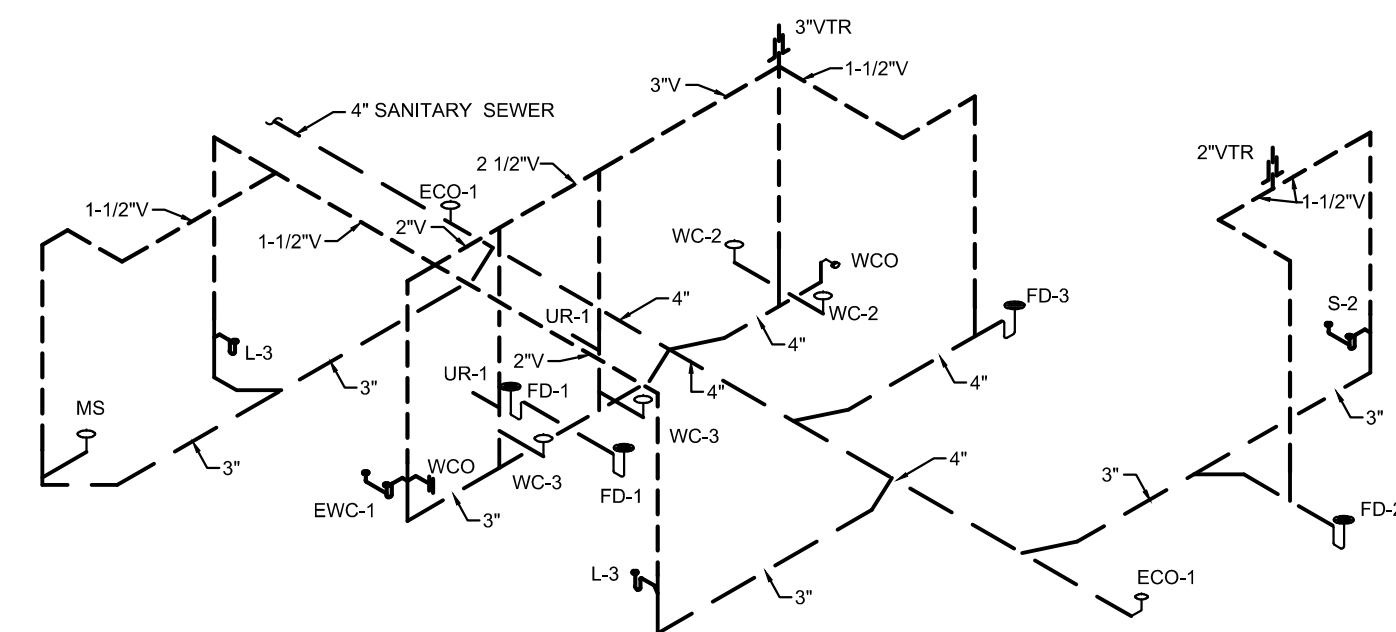 3"VTR
1-1/2"V
3"V
4" SANITARY SEWER
2"VTR
2 1/2"V
ECO-1
1-1/2"V
1-1/2"V
2"V
1-1/2"V
WC-2
WCO
4"
FD-3
UR-1
WC-2
S-2
L-3
4"
2"V
3"
UR-1
FD-1
4"
4"
MS
3"
WC-3
3"
WCO
WC-3
4"
3"
EWC-1
3"
FD-1
FD-2
L-3
3"
ECO-1